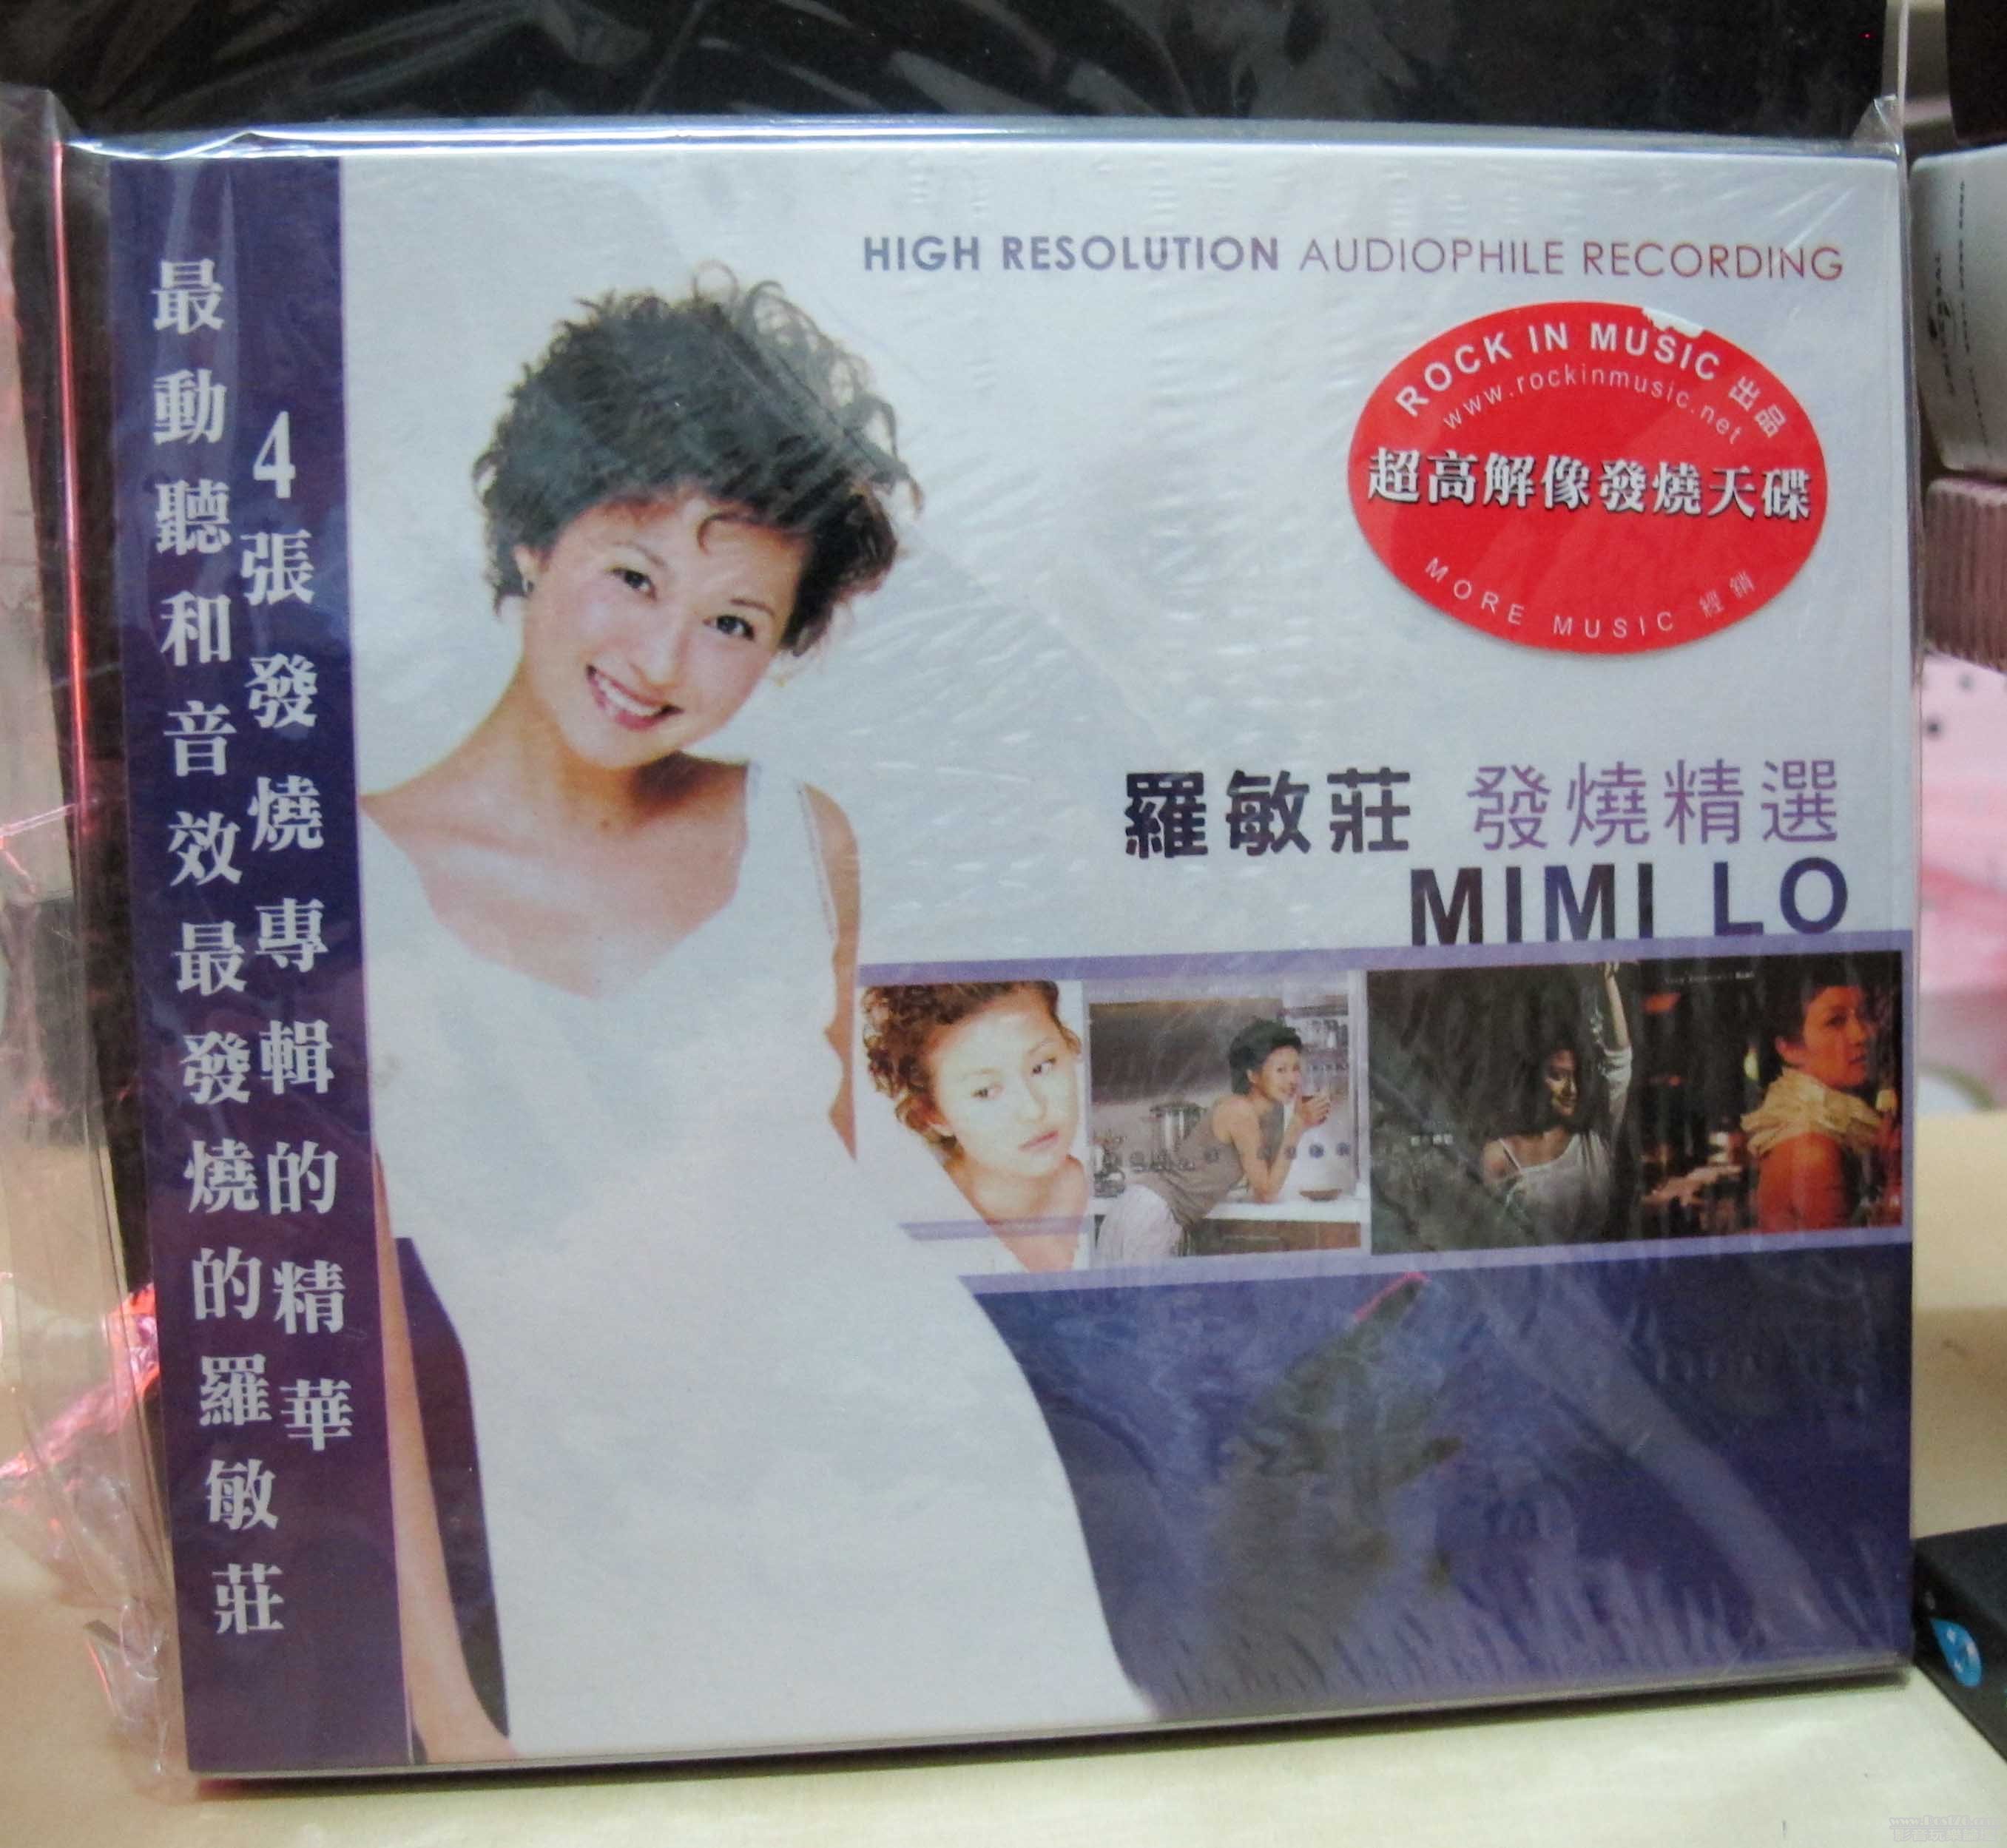 HIGH RESOLUTION AUDIOPHILE RECORDING
ROCK IN MUSIC 出品
www.rockinmusic.net
超高解像發燒天碟
MORE MUSIC 經銷
羅敏莊 發燒精選
MIMI LO
4張發燒專輯的精華
最動聽和音效最發燒的羅敏莊